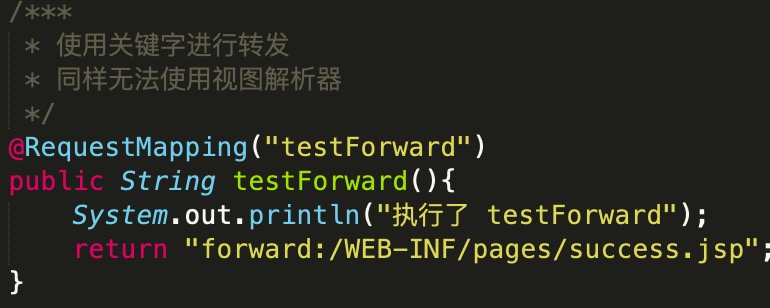 /***
 * 使用关键字进行转发
 * 同样无法使用视图解析器
 */
@RequestMapping("testForward")
public String testForward(){
    System.out.println("执行了 testForward");
    return "forward:/WEB-INF/pages/success.jsp";
}